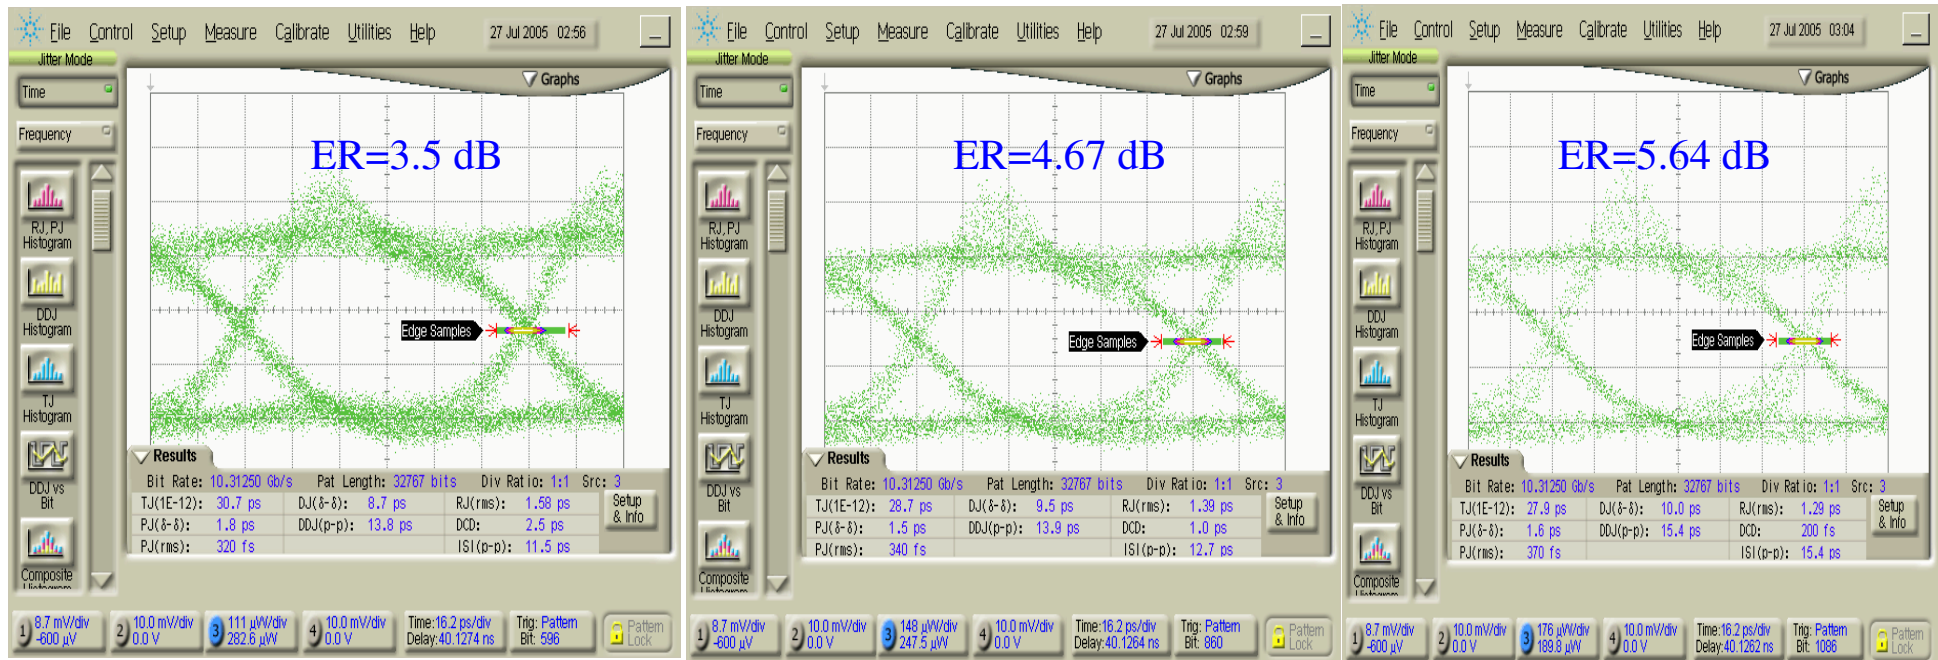 File Control Setup Measure Calibrate Utilities Help 27 Jul 2005 02:56
Jitter Mode
Time
Frequency
RJ, PJ
Histogram
DDJ
Histogram
TJ
Histogram
DDJ vs
Bit
Composite
Histogram
Graphs
ER=3.5 dB
Edge Samples
Results
Bit Rate: 10.31250 Gb/s Pat Length: 32767 bits Div Ratio: 1:1 Src: 3
TJ(1E-12): 30.7 ps DJ(δ-δ): 8.7 ps RJ(rms): 1.58 ps
PJ(δ-δ): 1.8 ps DDJ(p-p): 13.8 ps DCD: 2.5 ps
PJ(rms): 320 fs ISI(p-p): 11.5 ps
Setup
& Info
1) 8.7 mV/div
-600 µV
2) 10.0 mV/div
0.0 V
3) 111 µW/div
282.6 µW
4) 10.0 mV/div
0.0 V
Time:16.2 ps/div
Delay:40.1274 ns
Trig: Pattern
Bit: 596
Pattern
Lock
File Control Setup Measure Calibrate Utilities Help 27 Jul 2005 02:59
Jitter Mode
Time
Frequency
RJ, PJ
Histogram
DDJ
Histogram
TJ
Histogram
DDJ vs
Bit
Composite
Histogram
Graphs
ER=4.67 dB
Edge Samples
Results
Bit Rate: 10.31250 Gb/s Pat Length: 32767 bits Div Ratio: 1:1 Src: 3
TJ(1E-12): 28.7 ps DJ(δ-δ): 9.5 ps RJ(rms): 1.39 ps
PJ(δ-δ): 1.5 ps DDJ(p-p): 13.9 ps DCD: 1.0 ps
PJ(rms): 340 fs ISI(p-p): 12.7 ps
Setup
& Info
1) 8.7 mV/div
-600 µV
2) 10.0 mV/div
0.0 V
3) 148 µW/div
247.5 µW
4) 10.0 mV/div
0.0 V
Time:16.2 ps/div
Delay:40.1264 ns
Trig: Pattern
Bit: 860
Pattern
Lock
File Control Setup Measure Calibrate Utilities Help 27 Jul 2005 03:04
Jitter Mode
Time
Frequency
RJ, PJ
Histogram
DDJ
Histogram
TJ
Histogram
DDJ vs
Bit
Composite
Histogram
Graphs
ER=5.64 dB
Edge Samples
Results
Bit Rate: 10.31250 Gb/s Pat Length: 32767 bits Div Ratio: 1:1 Src: 3
TJ(1E-12): 27.9 ps DJ(δ-δ): 10.0 ps RJ(rms): 1.29 ps
PJ(δ-δ): 1.6 ps DDJ(p-p): 15.4 ps DCD: 200 fs
PJ(rms): 370 fs ISI(p-p): 15.4 ps
Setup
& Info
1) 8.7 mV/div
-600 µV
2) 10.0 mV/div
0.0 V
3) 176 µW/div
189.8 µW
4) 10.0 mV/div
0.0 V
Time:16.2 ps/div
Delay:40.1262 ns
Trig: Pattern
Bit: 1086
Pattern
Lock